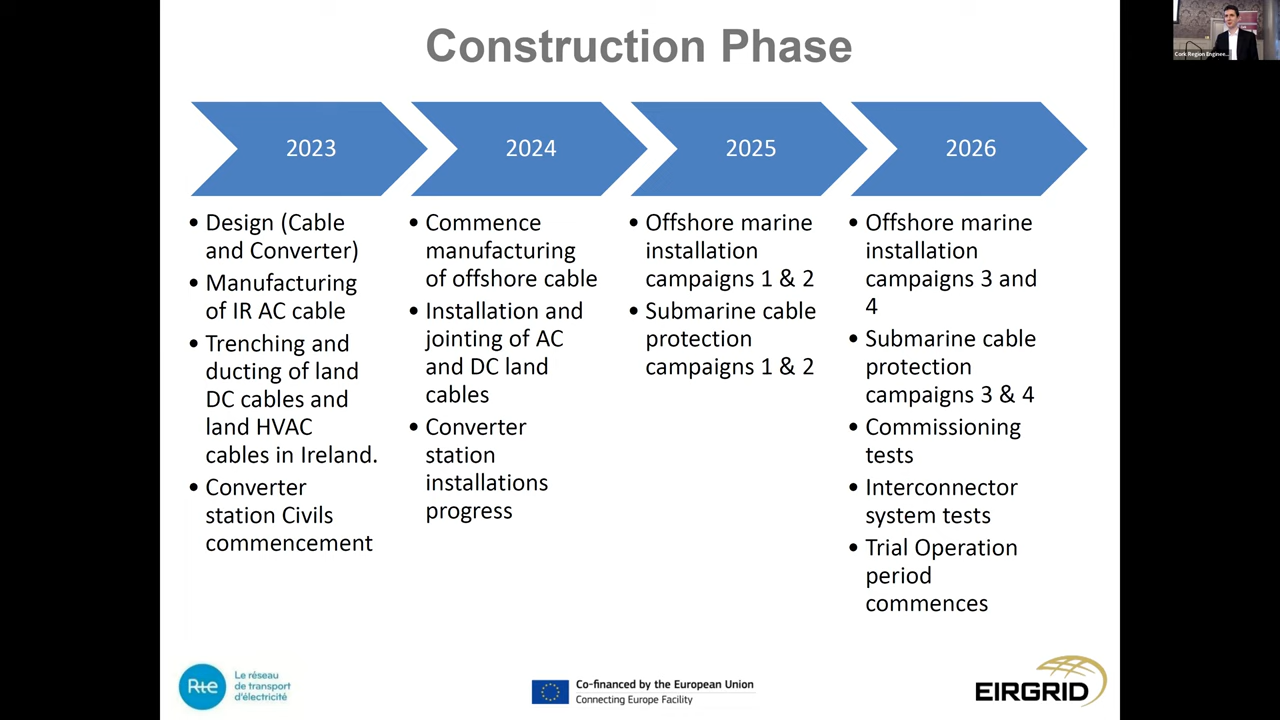 Construction Phase
Cork Region Enginee...
2023
2024
2025
2026
• Design (Cable
and Converter)
• Manufacturing
of IR AC cable
• Trenching and
ducting of land
DC cables and
land HVAC
cables in Ireland.
• Converter
station Civils
commencement
• Commence
manufacturing
of offshore cable
• Installation and
jointing of AC
and DC land
cables
• Converter
station
installations
progress
• Offshore marine
installation
campaigns 1 & 2
• Submarine cable
protection
campaigns 1 & 2
• Offshore marine
installation
campaigns 3 and
4
• Submarine cable
protection
campaigns 3 & 4
• Commissioning
tests
• Interconnector
system tests
• Trial Operation
period
commences
Rte
Le réseau
de transport
d'électricité
Co-financed by the European Union
Connecting Europe Facility
EIRGRID